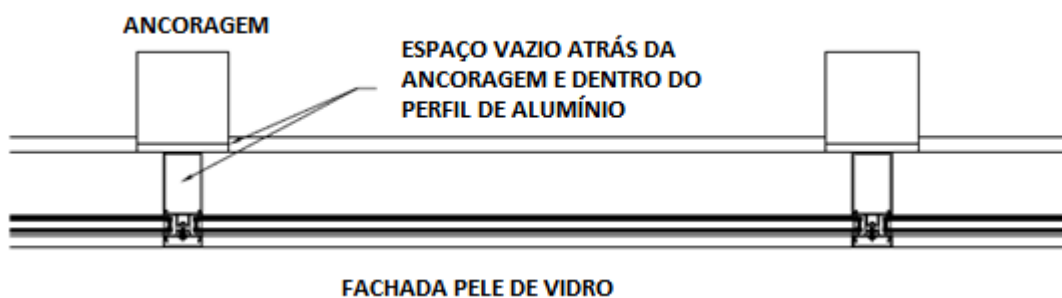 ANCORAGEM
ESPAÇO VAZIO ATRÁS DA
ANCORAGEM E DENTRO DO
PERFIL DE ALUMÍNIO
FACHADA PELE DE VIDRO